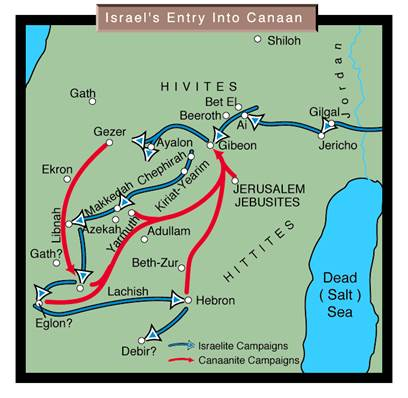 Israel's Entry Into Canaan
Shiloh
Jordan
HIVITES
Gath
Bet El
Beeroth
Ai
Gilgal
Gezer
Ayalon
Gibeon
Jericho
Chephirah
Ekron
Kiriat-Yearim
Makkedah
JERUSALEM
JEBUSITES
Libnah
Azekah
Yarmuth
Adullam
HITTITES
Gath?
Beth-Zur
Dead
( Salt )
Sea
Lachish
Hebron
Eglon?
Debir?
Israelite Campaigns
Canaanite Campaigns